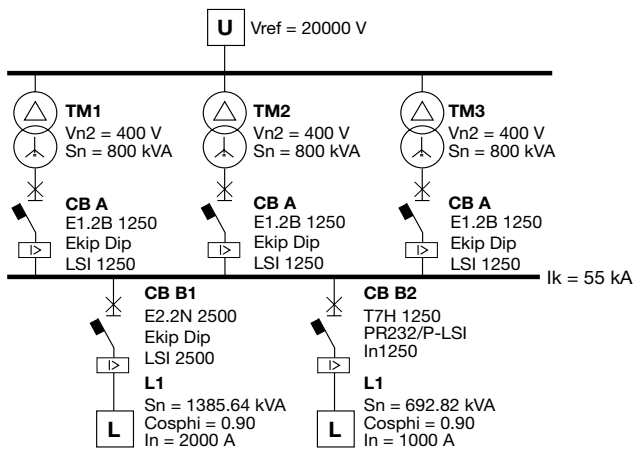 U
Vref = 20000 V
TM1
Vn2 = 400 V
Sn = 800 kVA
TM2
Vn2 = 400 V
Sn = 800 kVA
TM3
Vn2 = 400 V
Sn = 800 kVA
CB A
E1.2B 1250
Ekip Dip
LSI 1250
I>
CB A
E1.2B 1250
Ekip Dip
LSI 1250
I>
CB A
E1.2B 1250
Ekip Dip
LSI 1250
I>
Ik = 55 kA
CB B1
E2.2N 2500
Ekip Dip
LSI 2500
I>
L1
Sn = 1385.64 kVA
Cosphi = 0.90
In = 2000 A
L
CB B2
T7H 1250
PR232/P-LSI
In1250
I>
L1
Sn = 692.82 kVA
Cosphi = 0.90
In = 1000 A
L